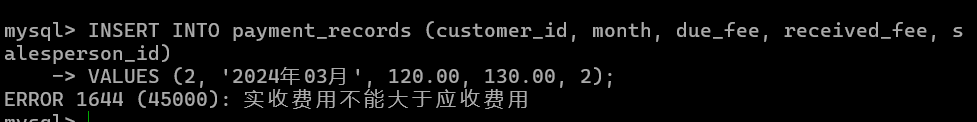 mysql> INSERT INTO payment_records (customer_id, month, due_fee, received_fee, s
alesperson_id)
    -> VALUES (2, '2024年03月', 120.00, 130.00, 2);
ERROR 1644 (45000): 实收费用不能大于应收费用
mysql>